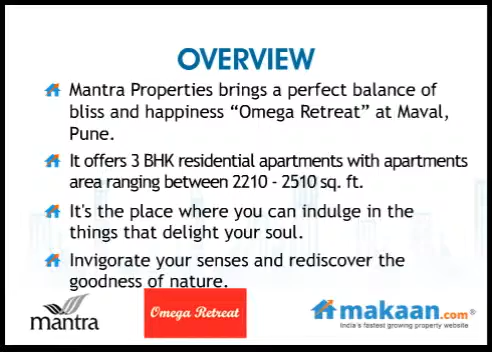 OVERVIEW
Mantra Properties brings a perfect balance of
bliss and happiness “Omega Retreat” at Maval,
Pune.
It offers 3 BHK residential apartments with apartments
area ranging between 2210 - 2510 sq. ft.
It's the place where you can indulge in the
things that delight your soul.
Invigorate your senses and rediscover the
goodness of nature.
mantra
Omega Retreat
makaan.com®
India's fastest growing property website